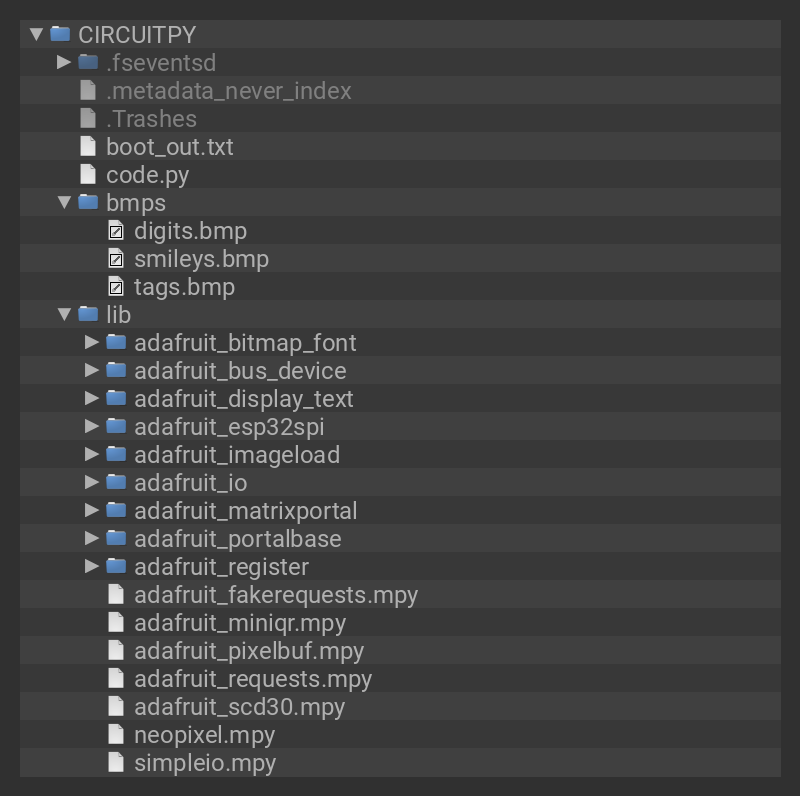 CIRCUITPY
.fseventsd
.metadata_never_index
.Trashes
boot_out.txt
code.py
bmps
digits.bmp
smileys.bmp
tags.bmp
lib
adafruit_bitmap_font
adafruit_bus_device
adafruit_display_text
adafruit_esp32spi
adafruit_imageload
adafruit_io
adafruit_matrixportal
adafruit_portalbase
adafruit_register
adafruit_fakerequests.mpy
adafruit_miniqr.mpy
adafruit_pixelbuf.mpy
adafruit_requests.mpy
adafruit_scd30.mpy
neopixel.mpy
simpleio.mpy